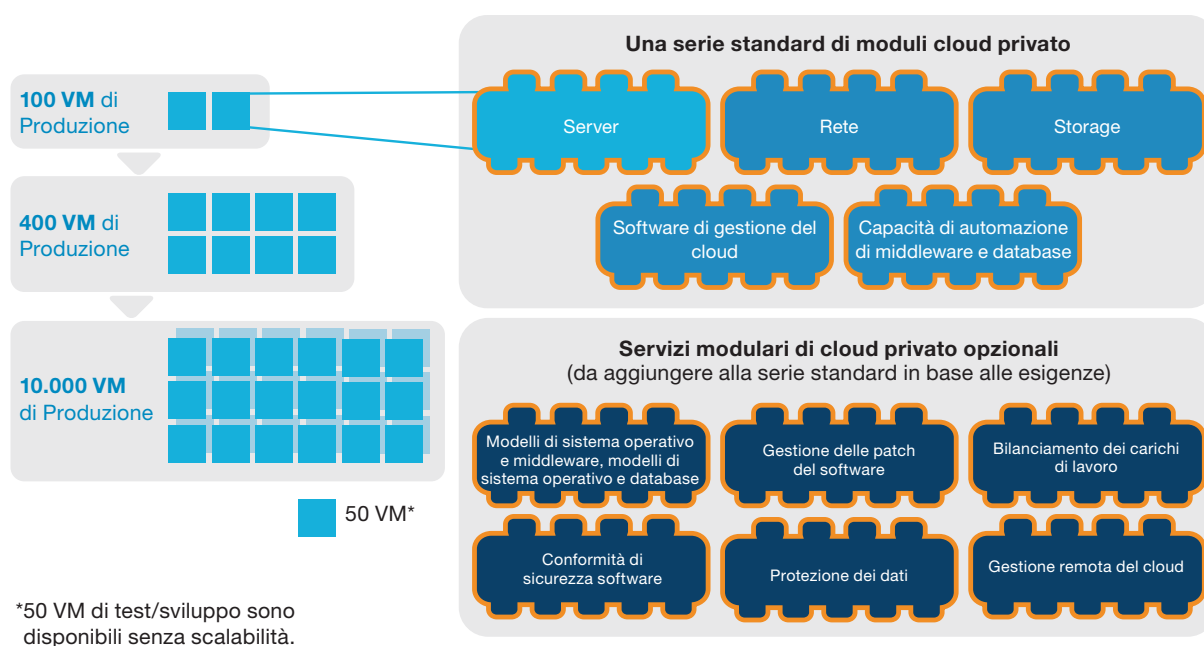 100 VM di
Produzione
400 VM di
Produzione
10.000 VM
di Produzione
50 VM*
*50 VM di test/sviluppo sono
disponibili senza scalabilità.
Una serie standard di moduli cloud privato
Server
Rete
Storage
Software di gestione del
cloud
Capacità di automazione
di middleware e database
Servizi modulari di cloud privato opzionali
(da aggiungere alla serie standard in base alle esigenze)
Modelli di sistema operativo
e middleware, modelli di
sistema operativo e database
Gestione delle patch
del software
Bilanciamento dei carichi
di lavoro
Conformità di
sicurezza software
Protezione dei dati
Gestione remota del cloud